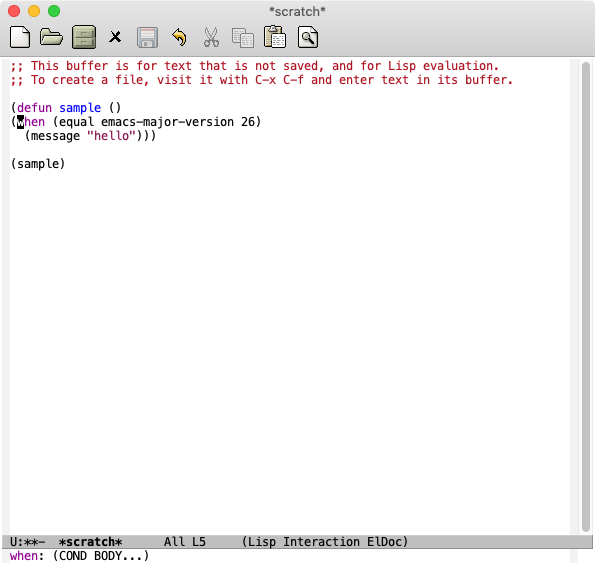 *scratch*
;; This buffer is for text that is not saved, and for Lisp evaluation.
;; To create a file, visit it with C-x C-f and enter text in its buffer.
(defun sample ()
(when (equal emacs-major-version 26)
  (message "hello")))
(sample)
U:**-  *scratch*      All L5     (Lisp Interaction ElDoc)
when: (COND BODY...)